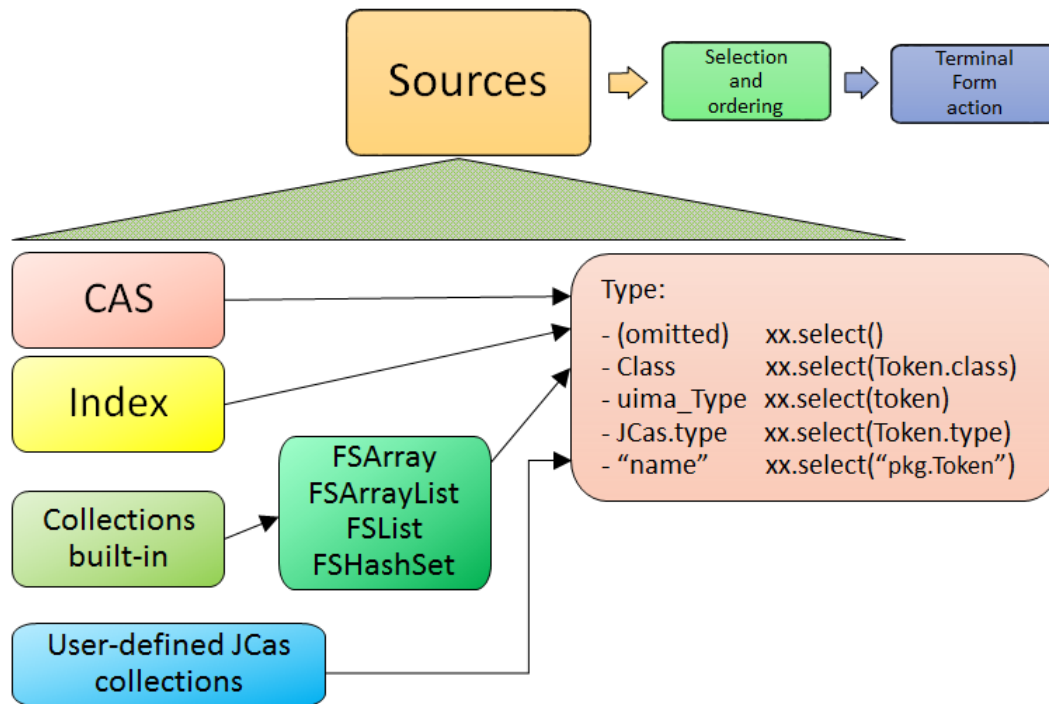 Sources
Selection
and
ordering
Terminal
Form
action
CAS
Index
Collections
built-in
FSArray
FSArrayList
FSList
FSHashSet
User-defined JCas
collections
Type:
- (omitted) xx.select()
- Class xx.select(Token.class)
- uima_Type xx.select(token)
- JCas.type xx.select(Token.type)
- “name” xx.select(“pkg.Token”)